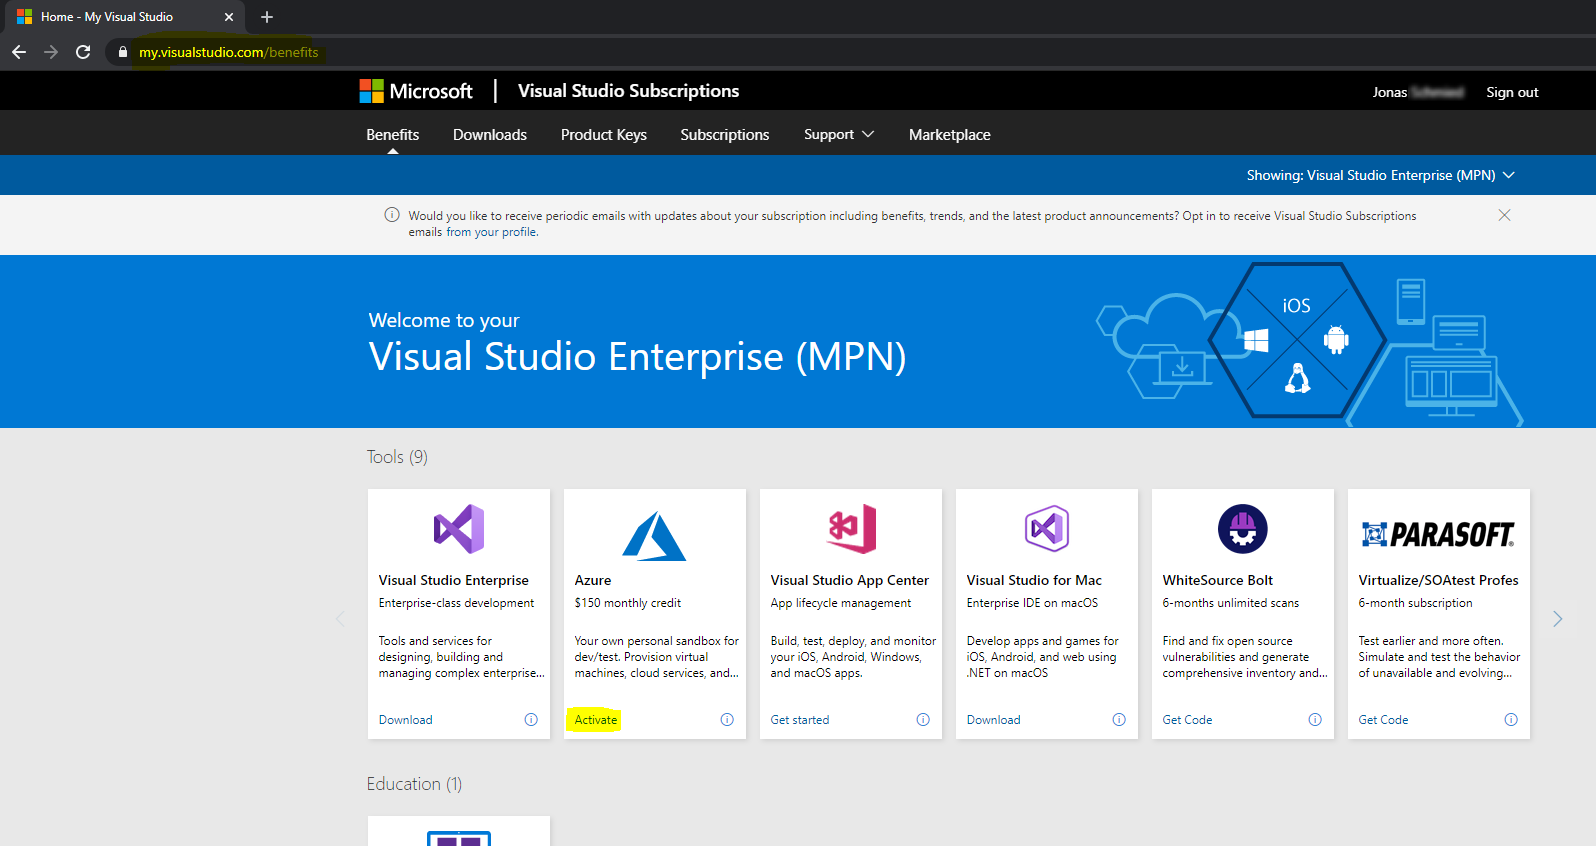 Home - My Visual Studio
my.visualstudio.com/benefits
Microsoft | Visual Studio Subscriptions
Jonas
Sign out
Benefits
Downloads
Product Keys
Subscriptions
Support
Marketplace
Showing: Visual Studio Enterprise (MPN)
Would you like to receive periodic emails with updates about your subscription including benefits, trends, and the latest product announcements? Opt in to receive Visual Studio Subscriptions
emails from your profile.
Welcome to your
Visual Studio Enterprise (MPN)
iOS
Tools (9)
Visual Studio Enterprise
Enterprise-class development
Tools and services for
designing, building and
managing complex enterprise...
Download
Azure
$150 monthly credit
Your own personal sandbox for
dev/test. Provision virtual
machines, cloud services, and...
Activate
Visual Studio App Center
App lifecycle management
Build, test, deploy, and monitor
your iOS, Android, Windows,
and macOS apps.
Get started
Visual Studio for Mac
Enterprise IDE on macOS
Develop apps and games for
iOS, Android, and web using
.NET on macOS
Download
WhiteSource Bolt
6-months unlimited scans
Find and fix open source
vulnerabilities and generate
comprehensive inventory and...
Get Code
PARASOFT.
Virtualize/SOAtest Profes
6-month subscription
Test earlier and more often.
Simulate and test the behavior
of unavailable and evolving...
Get Code
Education (1)